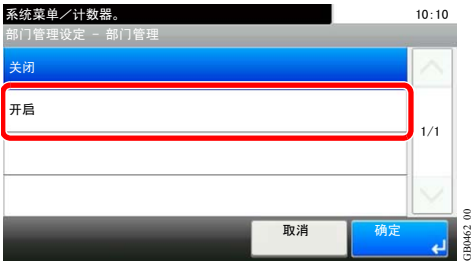 系统菜单／计数器。
10:10
部门管理设定 - 部门管理
关闭
开启
1/1
取消
确定
GB0462_00